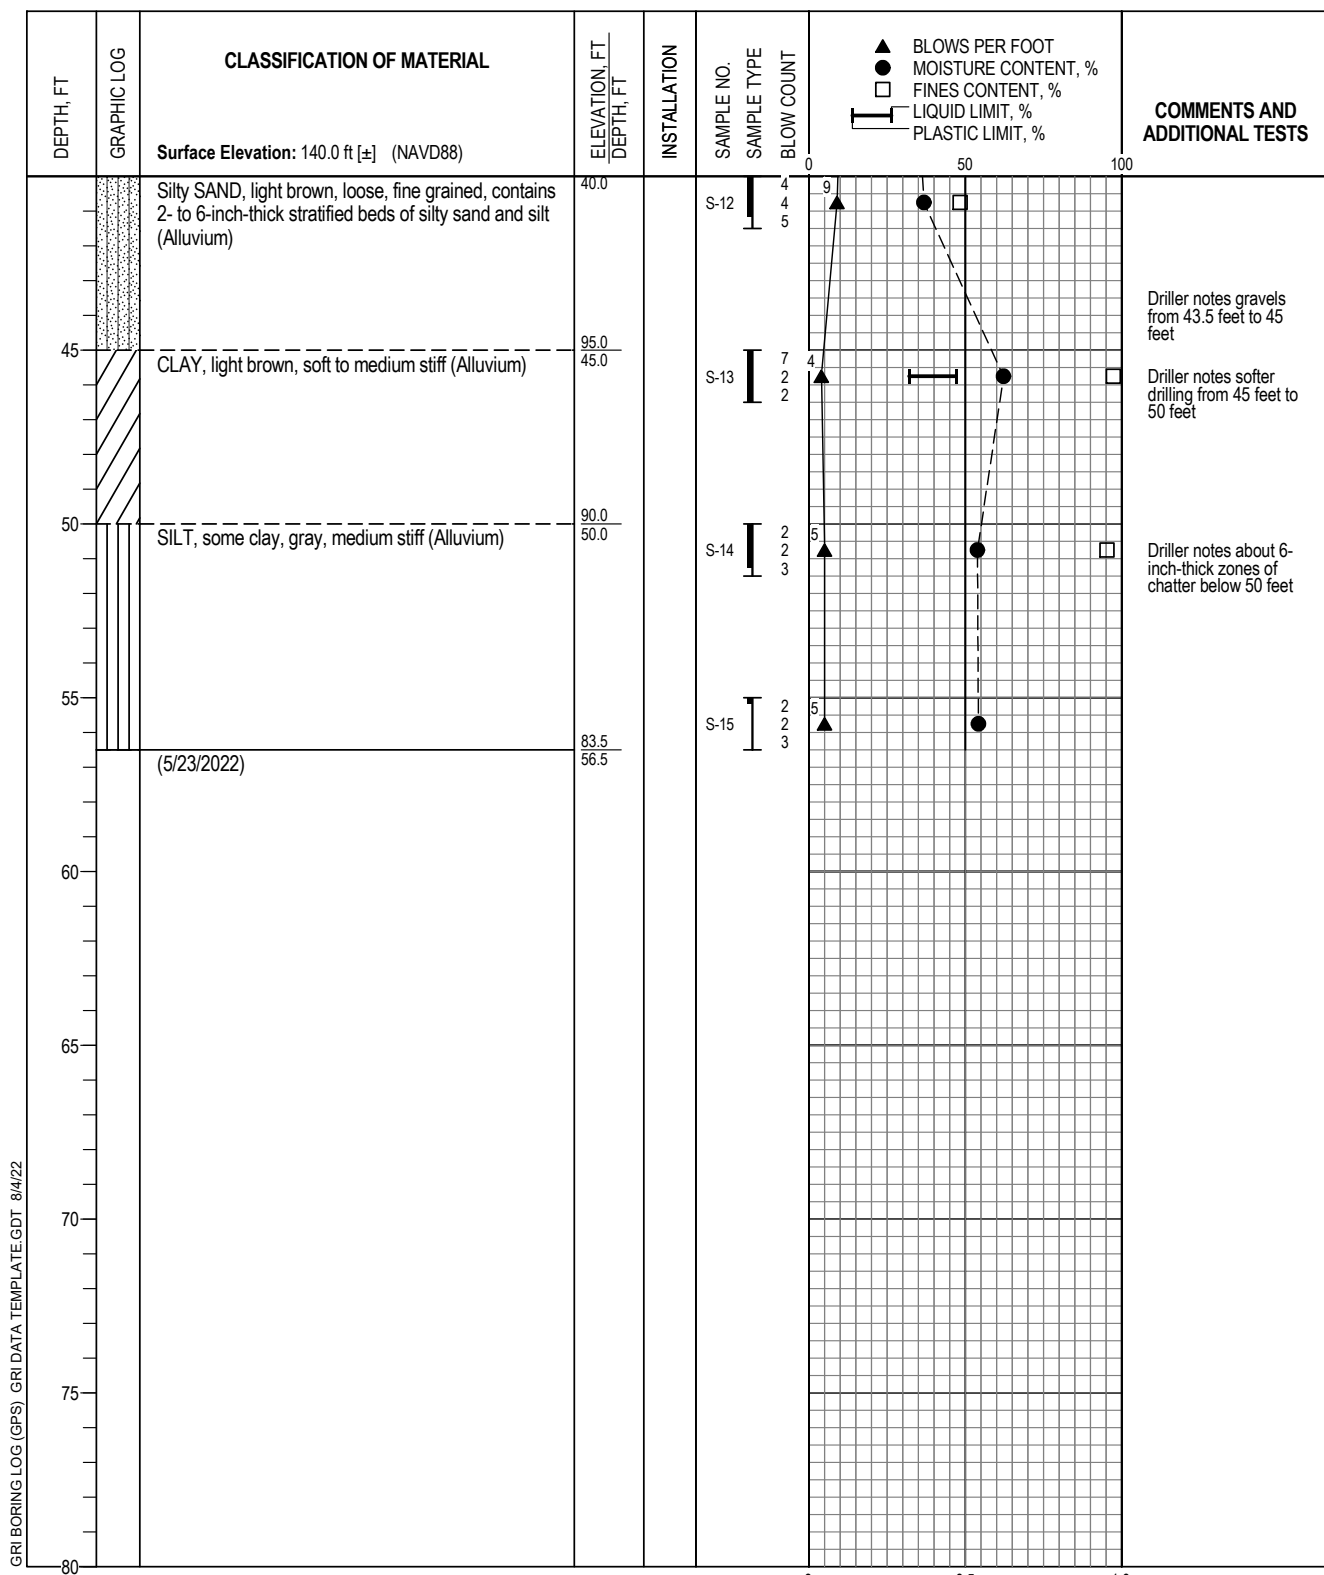 DEPTH, FT
GRAPHIC LOG
CLASSIFICATION OF MATERIAL
Surface Elevation: 140.0 ft [±] (NAVD88)
ELEVATION, FT
DEPTH, FT
INSTALLATION
SAMPLE NO.
SAMPLE TYPE
BLOW COUNT
BLOWS PER FOOT
MOISTURE CONTENT, %
FINES CONTENT, %
LIQUID LIMIT, %
PLASTIC LIMIT, %
0 50 100
COMMENTS AND
ADDITIONAL TESTS
Silty SAND, light brown, loose, fine grained, contains
2- to 6-inch-thick stratified beds of silty sand and silt
(Alluvium)
40.0
S-12
4
4
5
9
Driller notes gravels
from 43.5 feet to 45
feet
45
CLAY, light brown, soft to medium stiff (Alluvium)
95.0
45.0
S-13
7
2
2
4
Driller notes softer
drilling from 45 feet to
50 feet
50
SILT, some clay, gray, medium stiff (Alluvium)
90.0
50.0
S-14
2
2
3
5
Driller notes about 6-
inch-thick zones of
chatter below 50 feet
55
S-15
2
2
3
5
83.5
56.5
(5/23/2022)
60
65
70
75
80
GRI BORING LOG (GPS) GRI DATA TEMPLATE.GDT 8/4/22